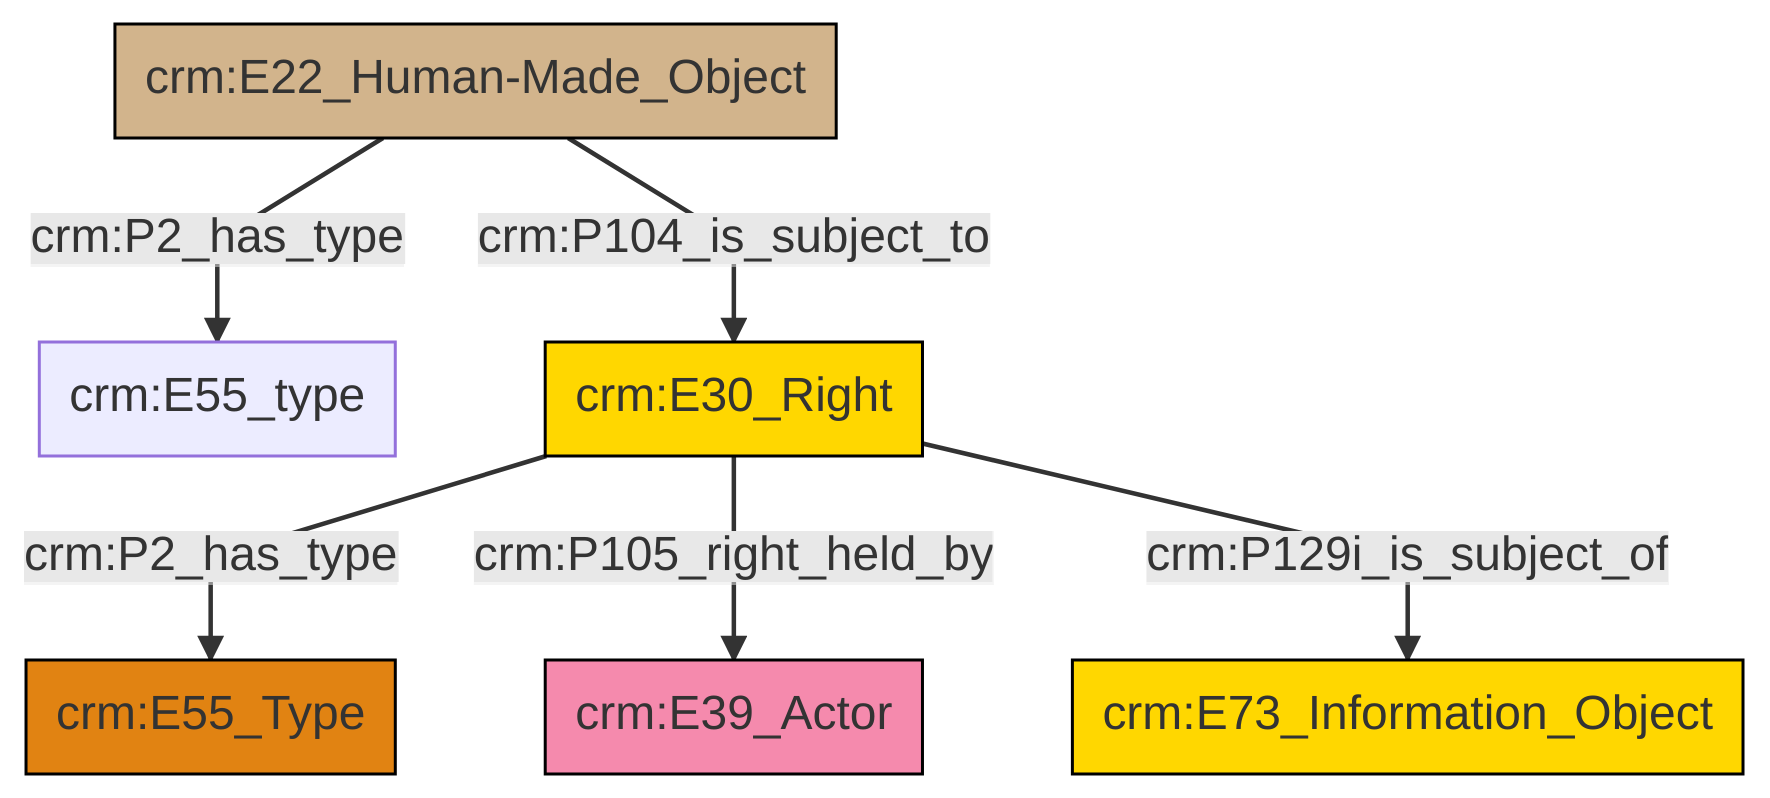 crm:E22_Human-Made_Object
crm:P2_has_type
crm:P104_is_subject_to
crm:E55_type
crm:E30_Right
crm:P2_has_type
crm:P105_right_held_by
crm:P129i_is_subject_of
crm:E55_Type
crm:E39_Actor
crm:E73_Information_Object